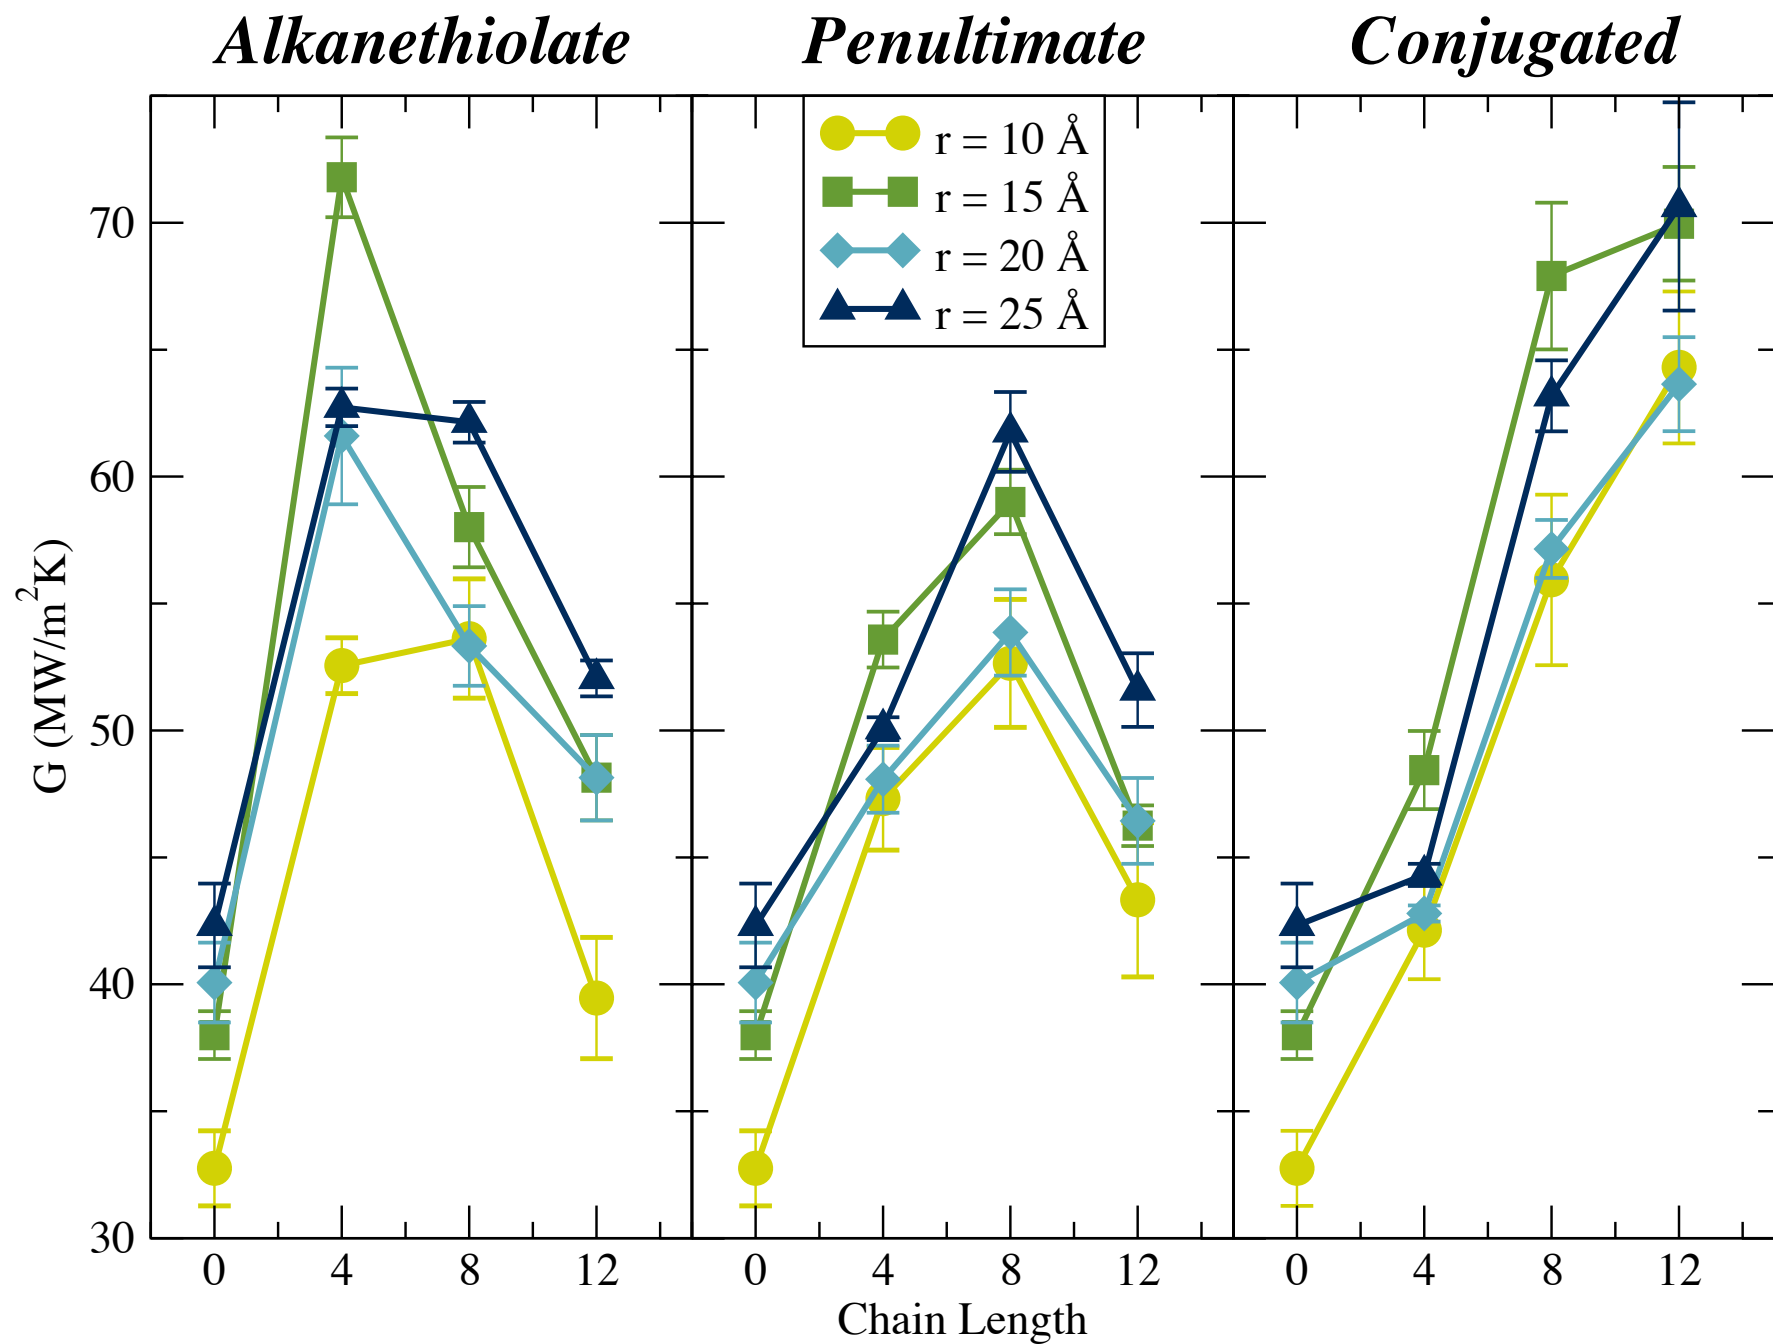 Alkanethiolate Penultimate Conjugated
r = 10 Å
r = 15 Å
r = 20 Å
r = 25 Å
70
60
50
40
30
G (MW/m²K)
0 4 8 12 0 4 8 12 0 4 8 12
Chain Length